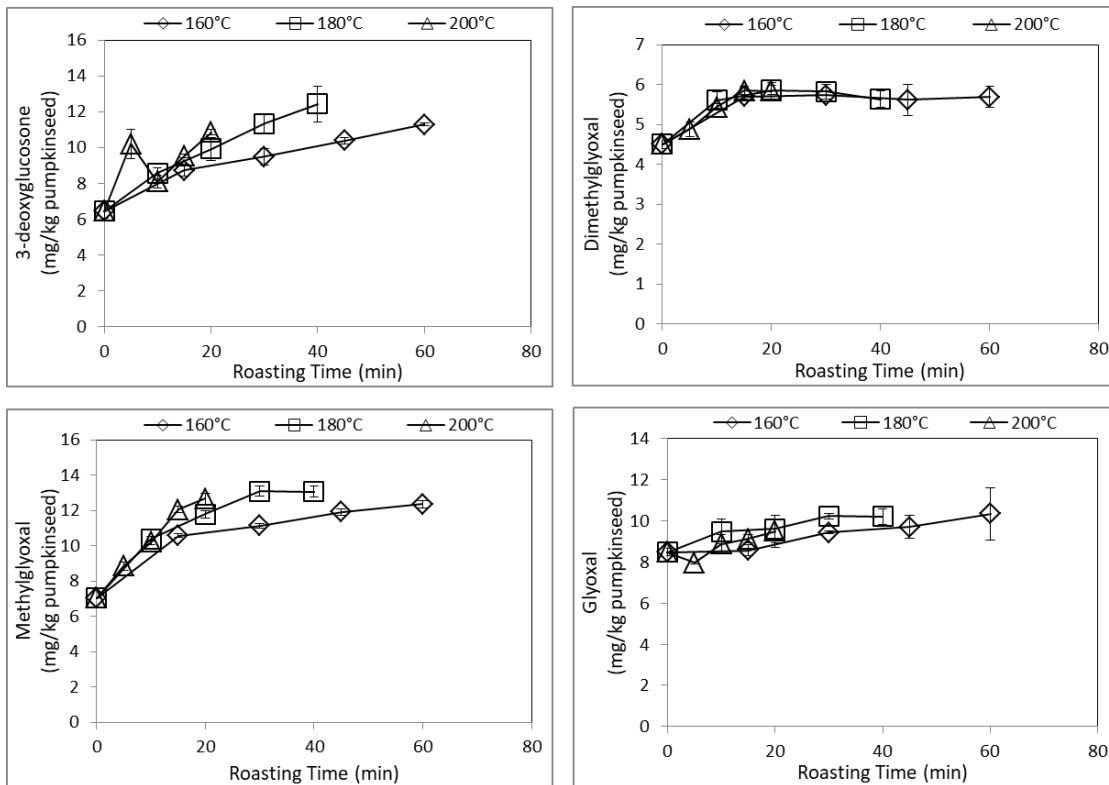 160°C 180°C 200°C
16
14
12
10
8
6
4
2
0
0 20 40 60 80
3-deoxyglucosone
(mg/kg pumpkinseed)
Roasting Time (min)
160°C 180°C 200°C
7
6
5
4
3
2
1
0
0 20 40 60 80
Dimethylglyoxal
(mg/kg pumpkinseed)
Roasting Time (min)
160°C 180°C 200°C
16
14
12
10
8
6
4
2
0
0 20 40 60 80
Methylglyoxal
(mg/kg pumpkinseed)
Roasting Time (min)
160°C 180°C 200°C
14
12
10
8
6
4
2
0
0 20 40 60 80
Glyoxal
(mg/kg pumpkinseed)
Roasting Time (min)